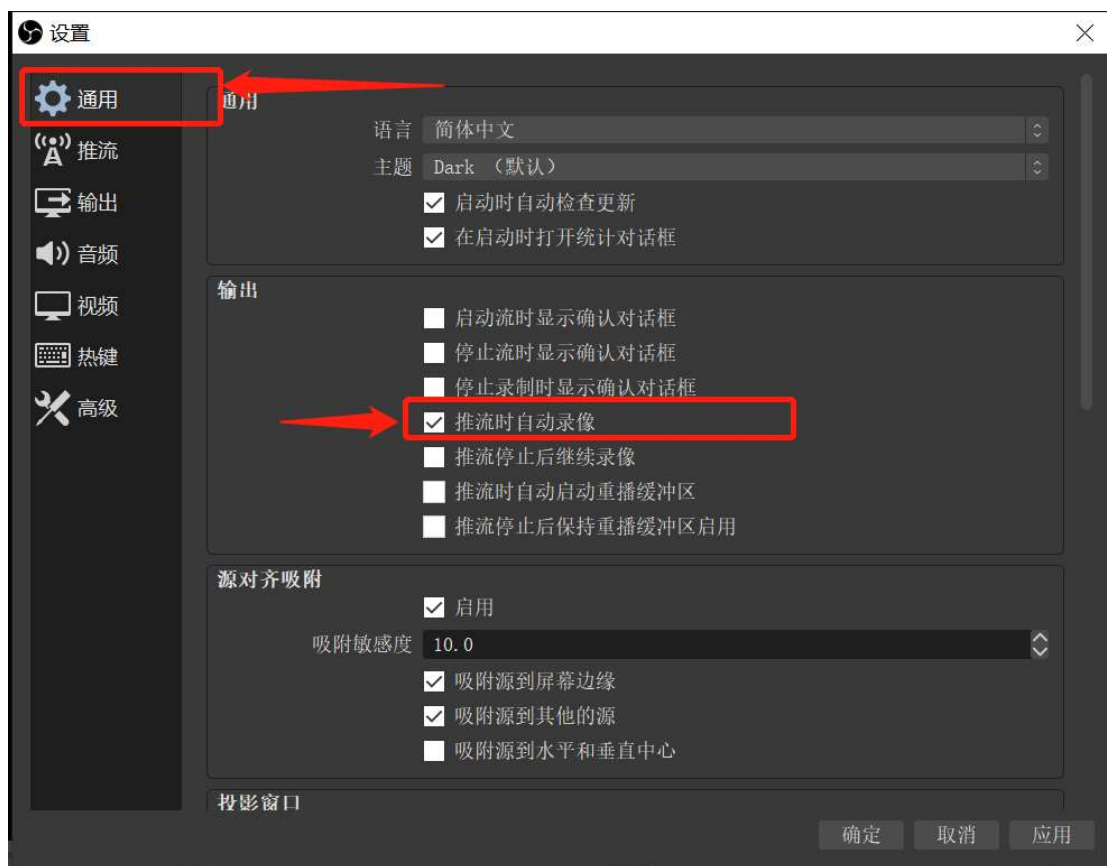 设置
通用
推流
输出
音频
视频
热键
高级
通用
语言 简体中文
主题 Dark （默认）
启动时自动检查更新
在启动时打开统计对话框
输出
启动流时显示确认对话框
停止流时显示确认对话框
停止录制时显示确认对话框
推流时自动录像
推流停止后继续录像
推流时自动启动重播缓冲区
推流停止后保持重播缓冲区启用
源对齐吸附
启用
吸附敏感度 10.0
吸附源到屏幕边缘
吸附源到其他的源
吸附源到水平和垂直中心
投影窗口
确定 取消 应用